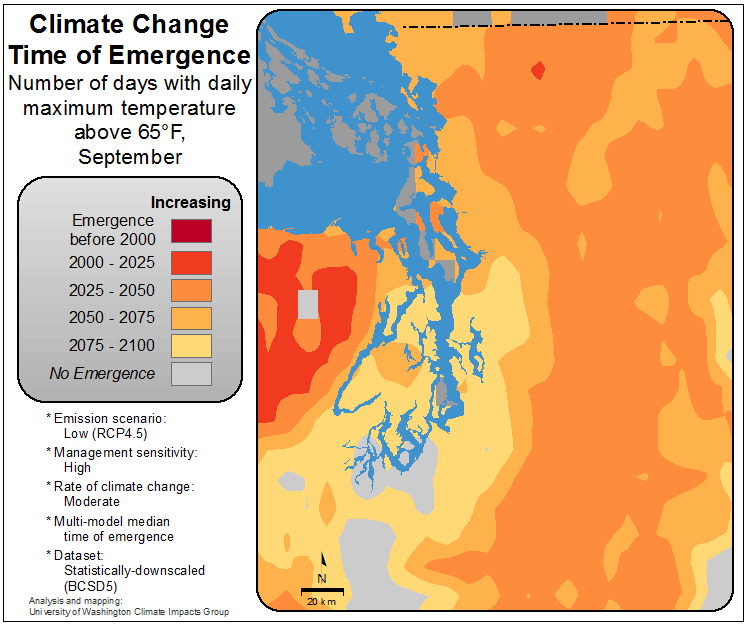 Climate Change
Time of Emergence
Number of days with daily
maximum temperature
above 65°F,
September
Increasing
Emergence
before 2000
2000 - 2025
2025 - 2050
2050 - 2075
2075 - 2100
No Emergence
* Emission scenario:
Low (RCP4.5)
* Management sensitivity:
High
* Rate of climate change:
Moderate
* Multi-model median
time of emergence
* Dataset:
Statistically-downscaled
(BCSD5)
Analysis and mapping:
University of Washington Climate Impacts Group
N
20 km